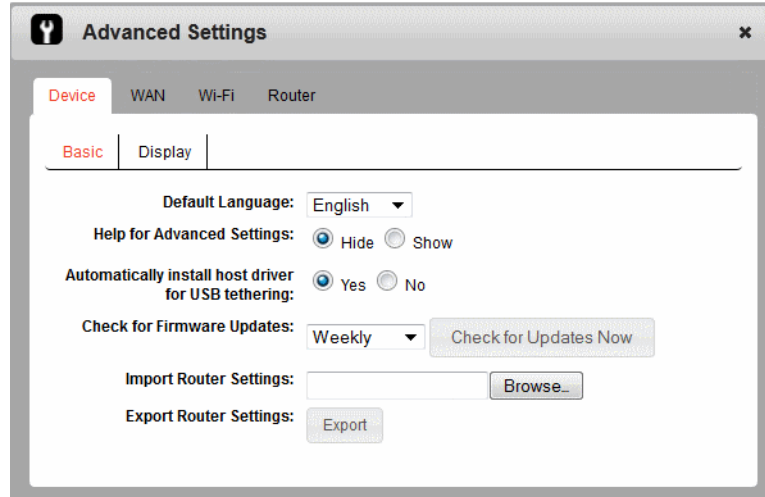 Advanced Settings
Device WAN Wi-Fi Router
Basic Display
Default Language: English
Help for Advanced Settings: Hide Show
Automatically install host driver
for USB tethering: Yes No
Check for Firmware Updates: Weekly Check for Updates Now
Import Router Settings: Browse...
Export Router Settings: Export